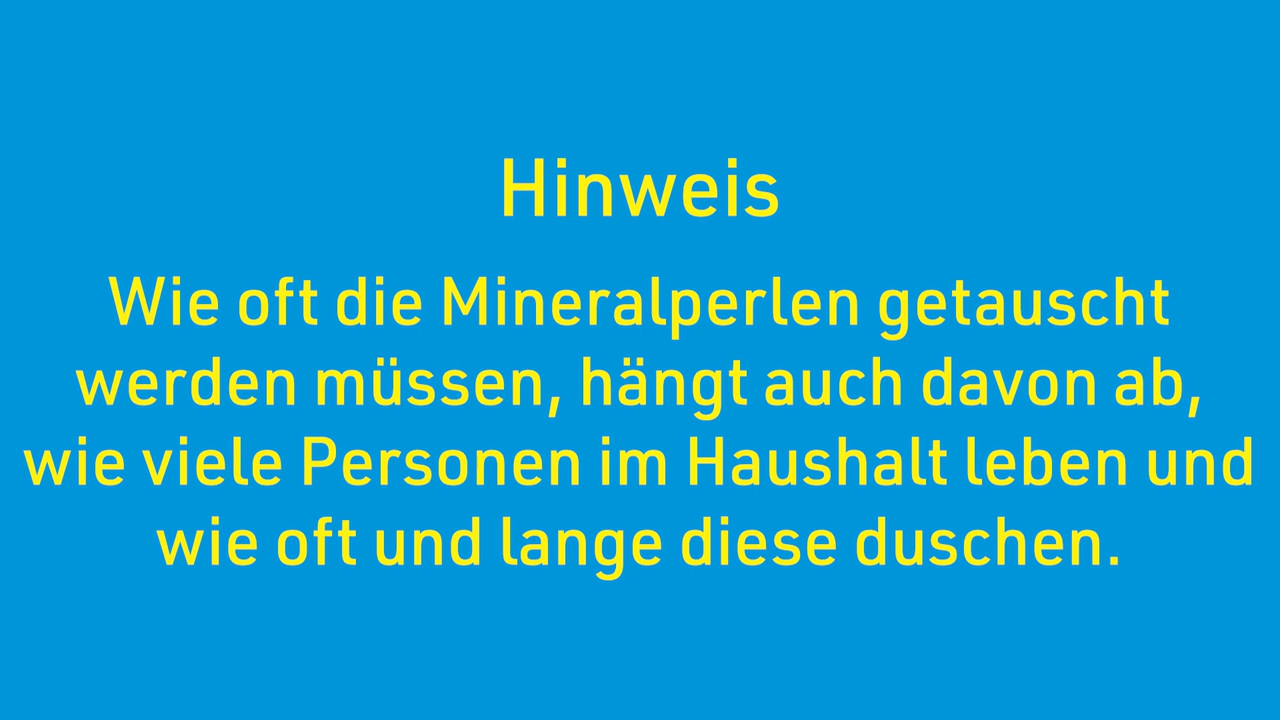 Hinweis
Wie oft die Mineralperlen getauscht
werden müssen, hängt auch davon ab,
wie viele Personen im Haushalt leben und
wie oft und lange diese duschen.